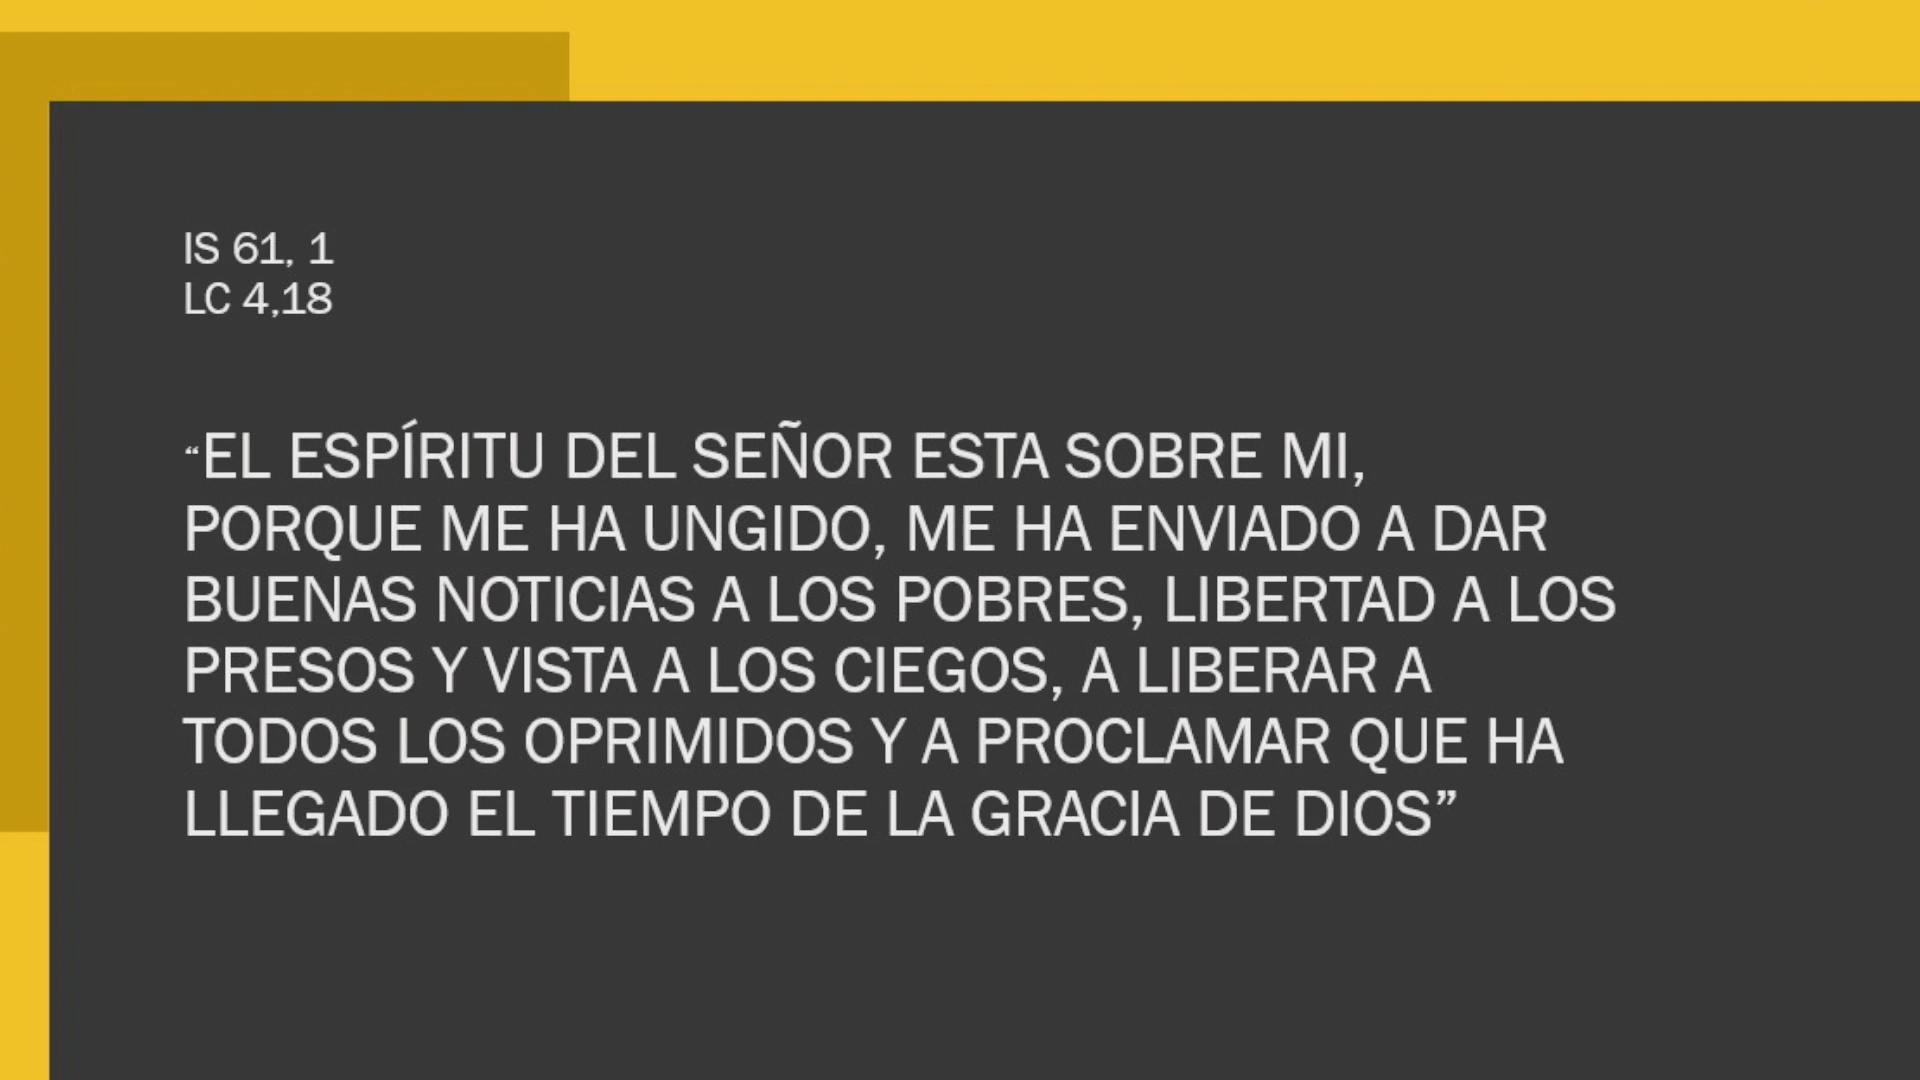 IS 61, 1
LC 4,18
“EL ESPÍRITU DEL SEÑOR ESTA SOBRE MI,
PORQUE ME HA UNGIDO, ME HA ENVIADO A DAR
BUENAS NOTICIAS A LOS POBRES, LIBERTAD A LOS
PRESOS Y VISTA A LOS CIEGOS, A LIBERAR A
TODOS LOS OPRIMIDOS Y A PROCLAMAR QUE HA
LLEGADO EL TIEMPO DE LA GRACIA DE DIOS”